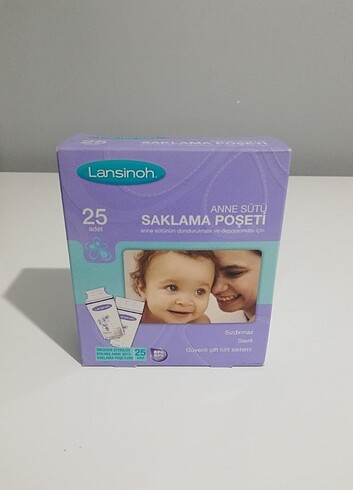 Lansinoh
25
adet
ANNE SÜTÜ
SAKLAMA POŞETİ
anne sütünün dondurulması ve depolanması için
Sızdırmaz
Steril
Güvenli çift kilit sistemi
Lansinoh
25